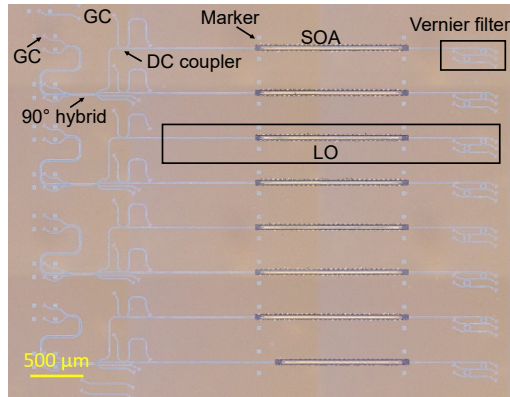 GC
Marker
SOA
Vernier filter
GC
DC coupler
90° hybrid
LO
500 µm